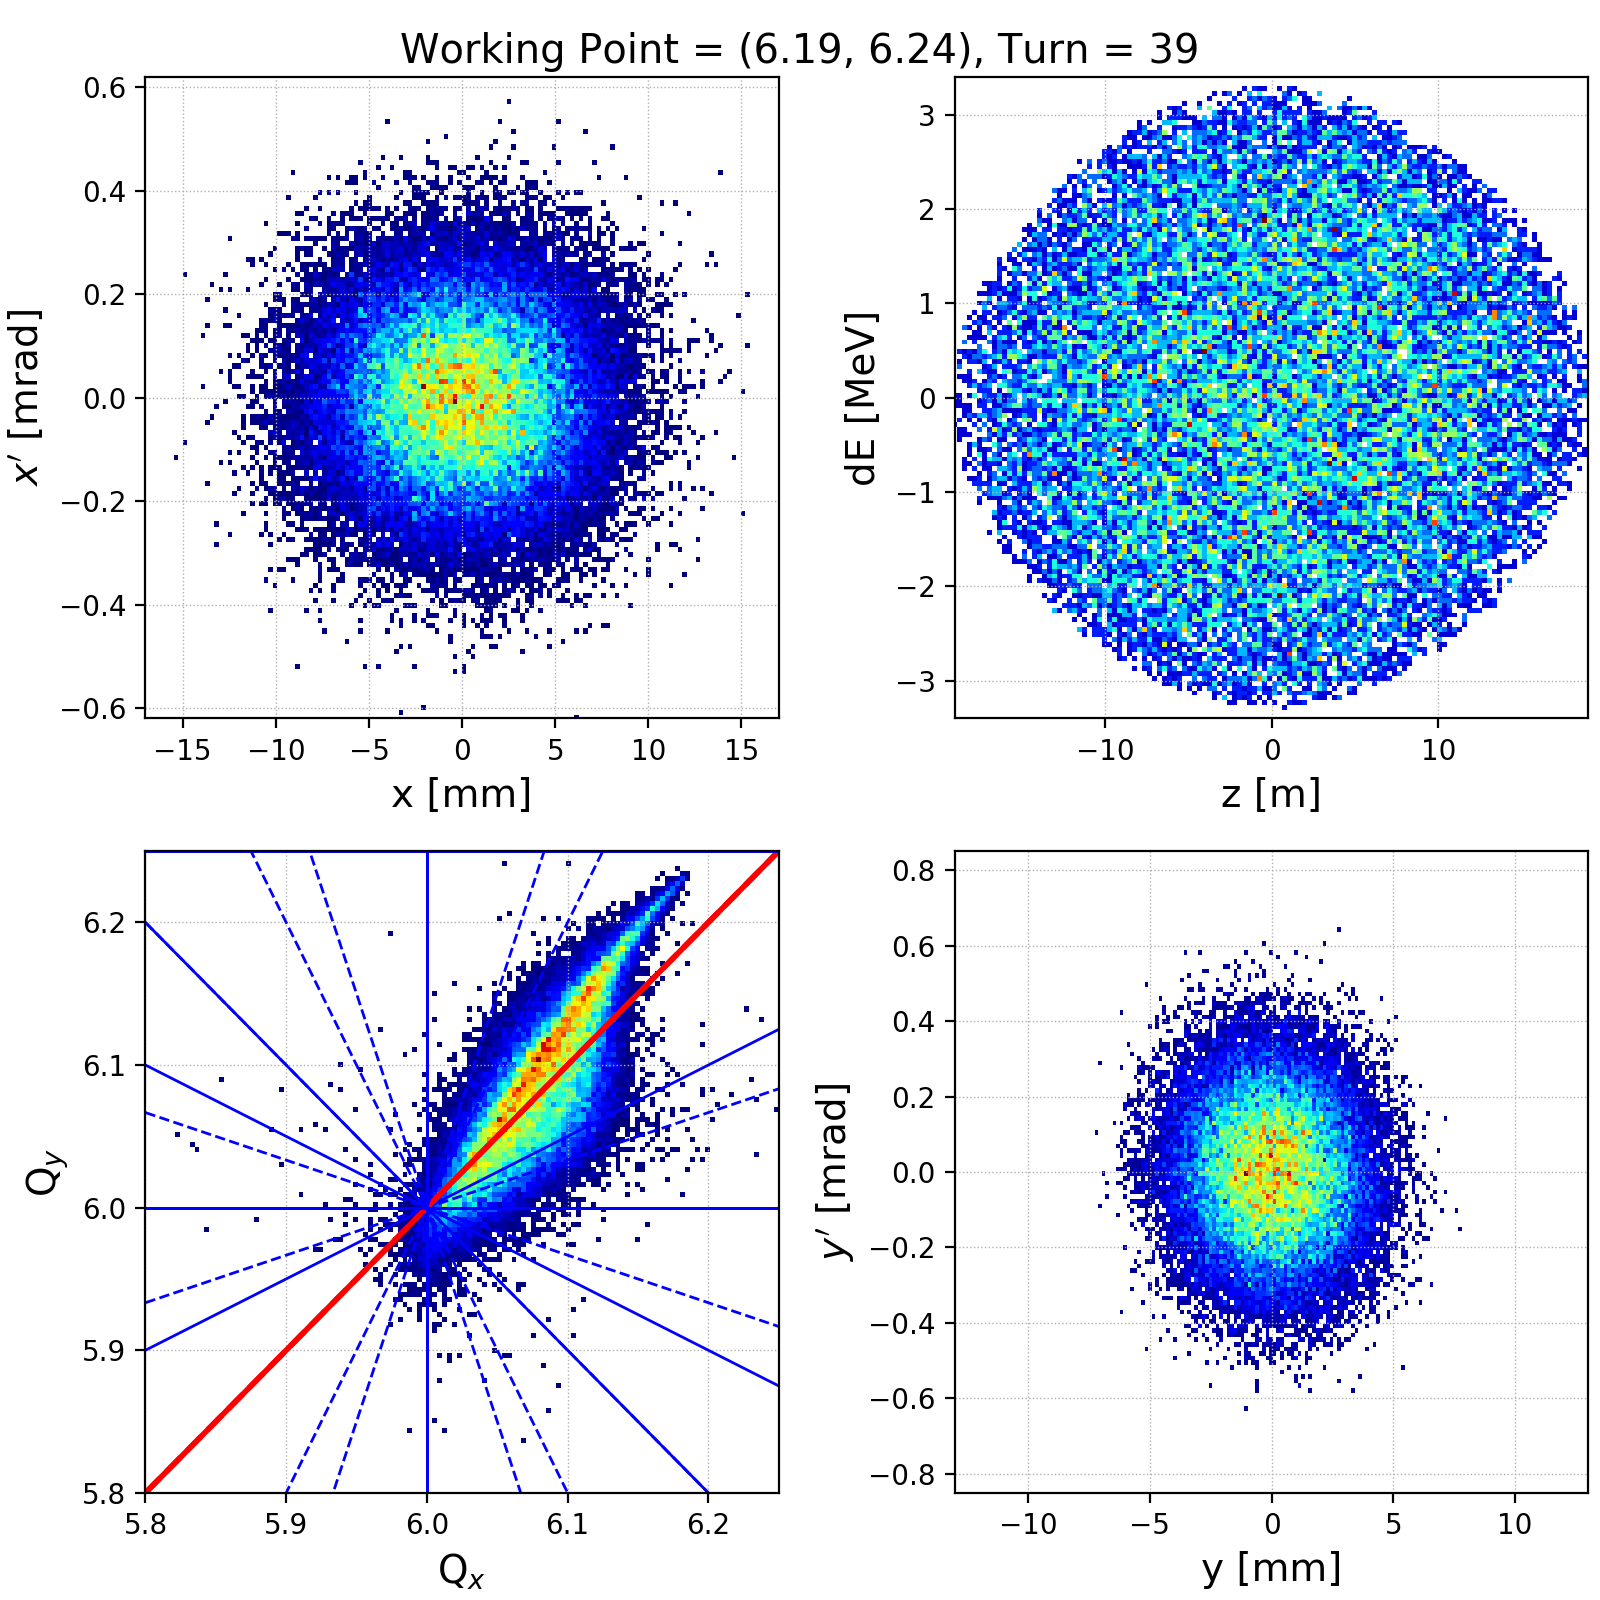 Working Point = (6.19, 6.24), Turn = 39
0.6
0.4
0.2
0.0
−0.2
−0.4
−0.6
x′ [mrad]
−15 −10 −5 0 5 10 15
x [mm]
3
2
1
0
−1
−2
−3
dE [MeV]
−10 0 10
z [m]
6.2
6.1
6.0
5.9
5.8
Qy
5.8 5.9 6.0 6.1 6.2
Qx
0.8
0.6
0.4
0.2
0.0
−0.2
−0.4
−0.6
−0.8
y′ [mrad]
−10 −5 0 5 10
y [mm]